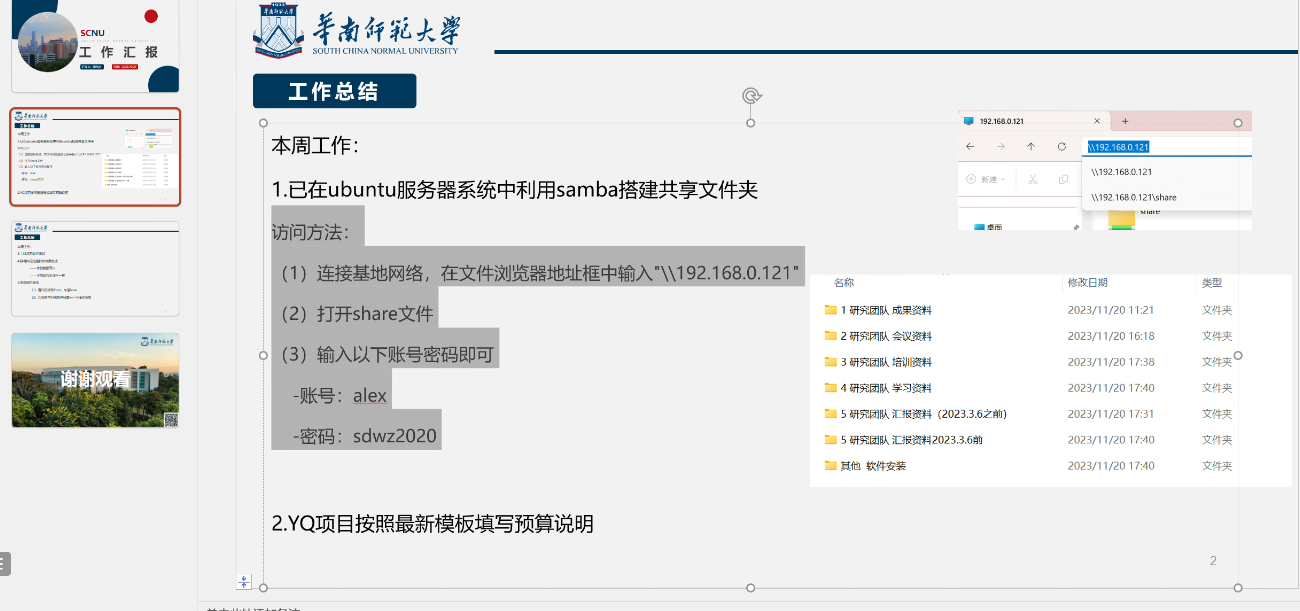 SCNU
工 作 汇 报
谢谢观看
華南师範大学
SOUTH CHINA NORMAL UNIVERSITY
工作总结
本周工作：
1.已在ubuntu服务器系统中利用samba搭建共享文件夹
访问方法：
（1）连接基地网络，在文件浏览器地址框中输入"\\192.168.0.121"
（2）打开share文件
（3）输入以下账号密码即可
-账号：alex
-密码：sdwz2020
2.YQ项目按照最新模板填写预算说明
192.168.0.121
\\192.168.0.121
新建
\\192.168.0.121
\\192.168.0.121\share
share
桌面
名称 修改日期 类型
1 研究团队 成果资料 2023/11/20 11:21 文件夹
2 研究团队 会议资料 2023/11/20 16:18 文件夹
3 研究团队 培训资料 2023/11/20 17:38 文件夹
4 研究团队 学习资料 2023/11/20 17:40 文件夹
5 研究团队 汇报资料（2023.3.6之前） 2023/11/20 17:31 文件夹
5 研究团队 汇报资料2023.3.6前 2023/11/20 17:40 文件夹
其他 软件安装 2023/11/20 17:40 文件夹
2